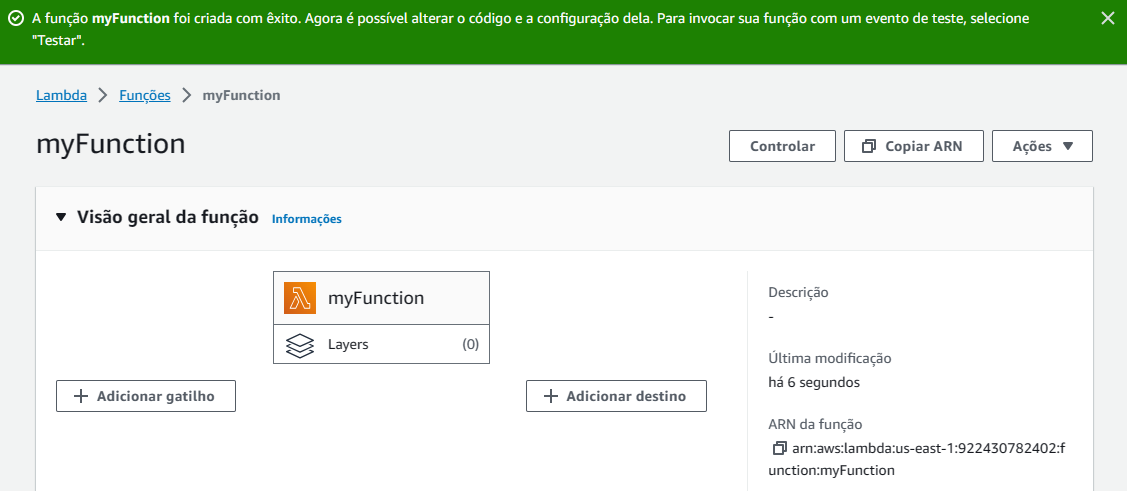 A função myFunction foi criada com êxito. Agora é possível alterar o código e a configuração dela. Para invocar sua função com um evento de teste, selecione
"Testar".
Lambda > Funções > myFunction
myFunction
Controlar
Copiar ARN
Ações
Visão geral da função
Informações
myFunction
Layers
(0)
+ Adicionar gatilho
+ Adicionar destino
Descrição
-
Última modificação
há 6 segundos
ARN da função
arn:aws:lambda:us-east-1:922430782402:f
unction:myFunction